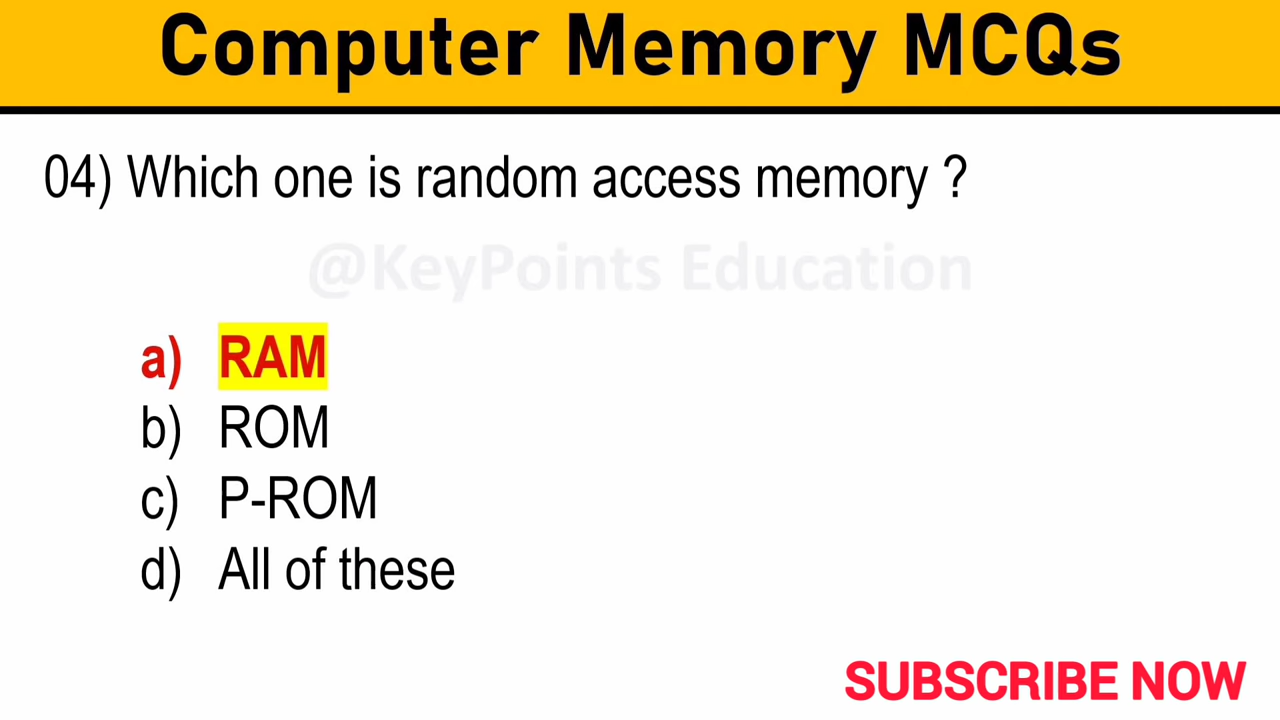 Computer Memory MCQs
04) Which one is random access memory ?
@KeyPoints Education
a) RAM
b) ROM
c) P-ROM
d) All of these
SUBSCRIBE NOW